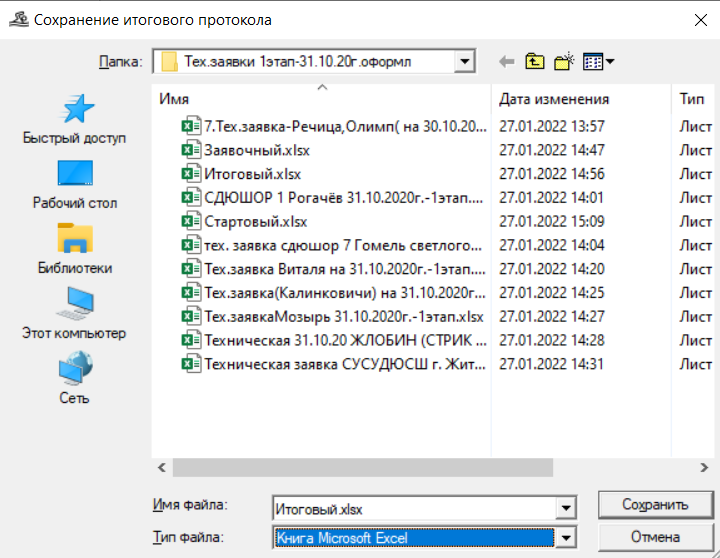 Сохранение итогового протокола
Папка: Тех.заявки 1этап-31.10.20г.оформл
Имя Дата изменения Тип
Быстрый доступ
Рабочий стол
Библиотеки
Этот компьютер
Сеть
7.Тех.заявка-Речица,Олимп( на 30.10.20... 27.01.2022 13:57 Лист
Заявочный.xlsx 27.01.2022 14:47 Лист
Итоговый.xlsx 27.01.2022 14:56 Лист
СДЮШОР 1 Рогачёв 31.10.2020г.-1этап.... 27.01.2022 14:01 Лист
Стартовый.xlsx 27.01.2022 15:09 Лист
тех. заявка сдюшор 7 Гомель светлого... 27.01.2022 14:04 Лист
Тех.заявка Виталя на 31.10.2020г.-1этап.... 27.01.2022 14:20 Лист
Тех.заявка(Калинковичи) на 31.10.2020г... 27.01.2022 14:25 Лист
Тех.заявкаМозырь 31.10.2020г.-1этап.xlsx 27.01.2022 14:27 Лист
Техническая 31.10.20 ЖЛОБИН (СТРИК ... 27.01.2022 14:28 Лист
Техническая заявка СУСУДЮСШ г. Жит... 27.01.2022 14:31 Лист
Имя файла: Итоговый.xlsx Сохранить
Тип файла: Книга Microsoft Excel Отмена